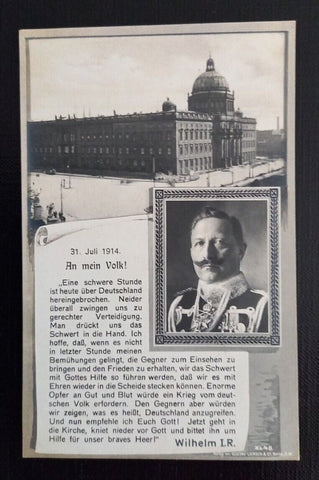 31. Juli 1914.
An mein Volk!
„Eine schwere Stunde
ist heute über Deutschland
hereingebrochen. Neider
überall zwingen uns zu
gerechter Verteidigung.
Man drückt uns das
Schwert in die Hand. Ich
hoffe, daß, wenn es nicht
in letzter Stunde meinen
Bemühungen gelingt, die Gegner zum Einsehen zu
bringen und den Frieden zu erhalten, wir das Schwert
mit Gottes Hilfe so führen werden, daß wir es mit
Ehren wieder in die Scheide stecken können. Enorme
Opfer an Gut und Blut würde ein Krieg vom deut-
schen Volk erfordern. Den Gegnern aber würden
wir zeigen, was es heißt, Deutschland anzugreifen.
Und nun empfehle ich Euch Gott! Jetzt geht in
die Kirche, kniet nieder vor Gott und bittet ihn um
Hilfe für unser braves Heer!"
Wilhelm I.R.